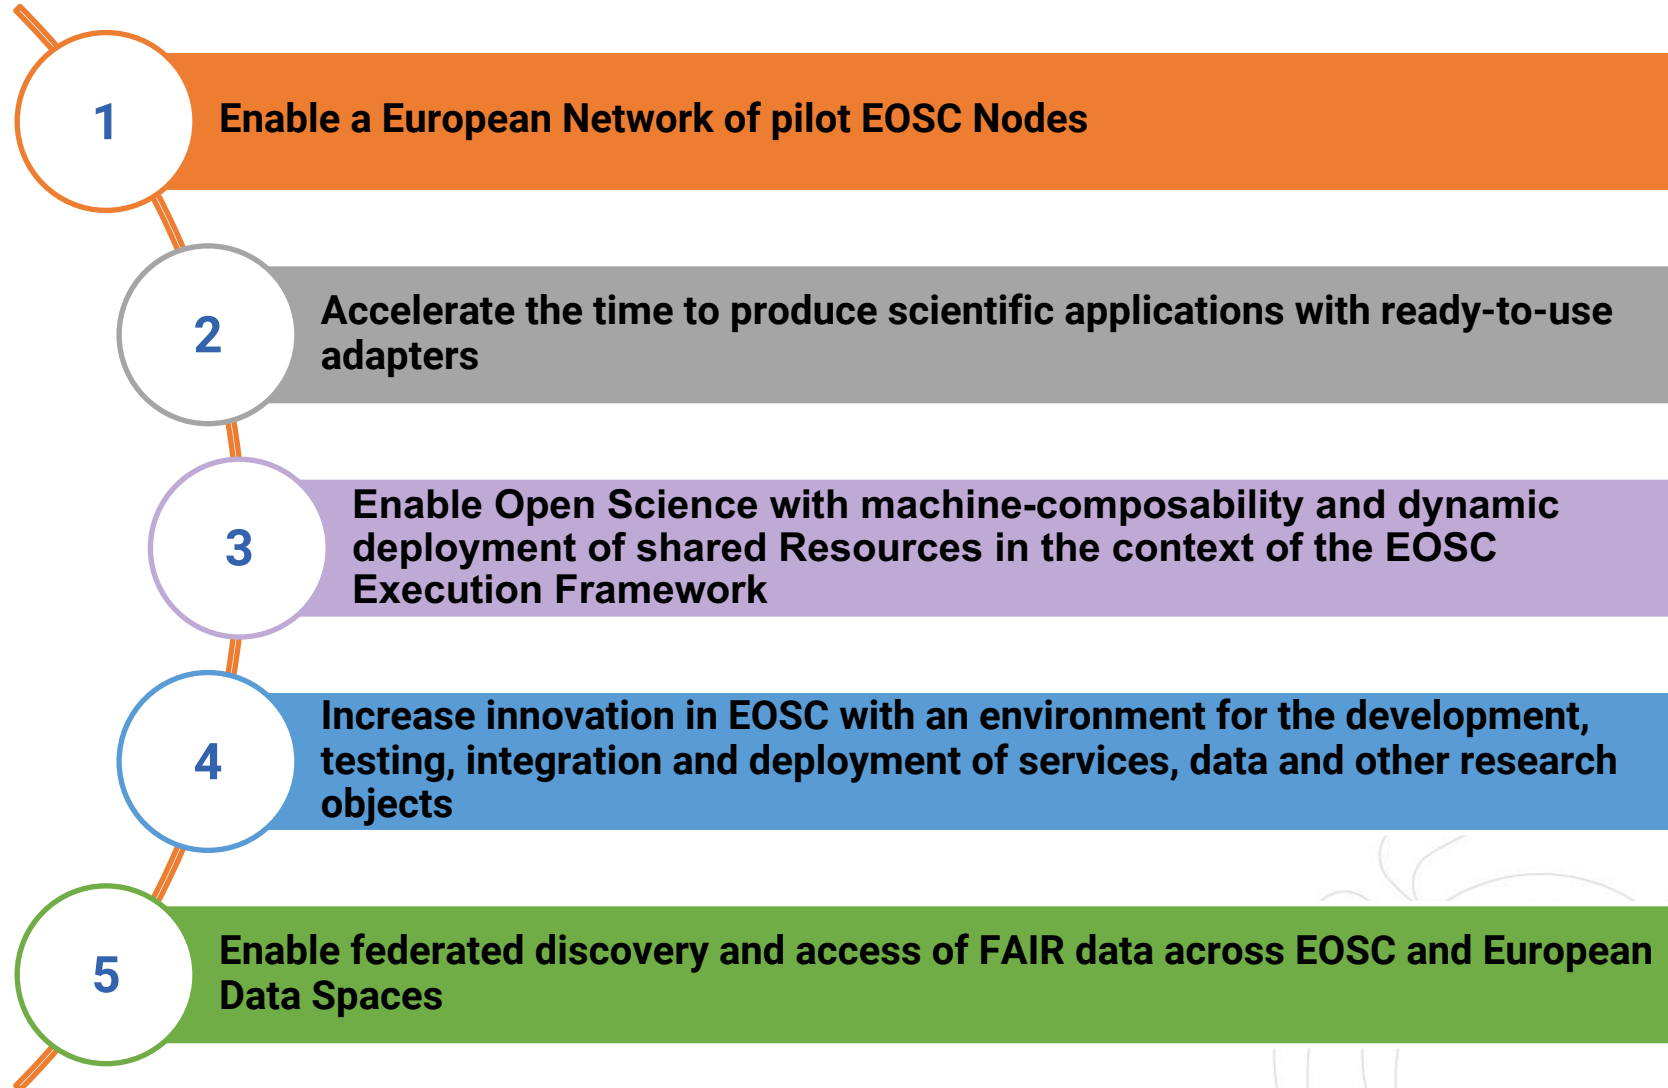 1
Enable a European Network of pilot EOSC Nodes
2
Accelerate the time to produce scientific applications with ready-to-use
adapters
3
Enable Open Science with machine-composability and dynamic
deployment of shared Resources in the context of the EOSC
Execution Framework
4
Increase innovation in EOSC with an environment for the development,
testing, integration and deployment of services, data and other research
objects
5
Enable federated discovery and access of FAIR data across EOSC and European
Data Spaces